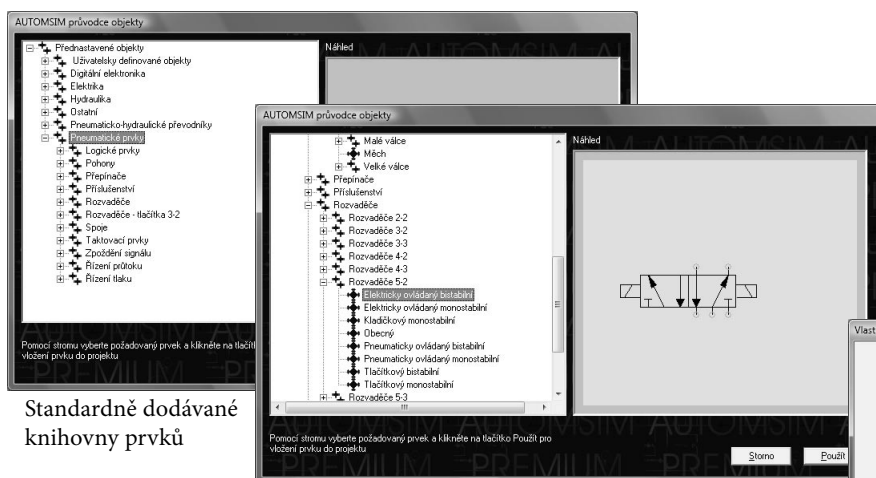 AUTOMSIM průvodce objekty
Přednastavené objekty
Uživatelsky definované objekty
Digitální elektronika
Elektrika
Hydraulika
Ostatní
Pneumaticko-hydraulické převodníky
Pneumatické prvky
Logické prvky
Pohony
Přepínače
Příslušenství
Rozvaděče
Rozvaděče - tlačítka 3-2
Spoje
Taktovací prvky
Zpoždění signálu
Řízení průtoku
Řízení tlaku
Náhled
Pomocí stromu vyberte požadovaný prvek a klikněte na tlačít
vložení prvku do projektu
Standardně dodávané
knihovny prvků
AUTOMSIM průvodce objekty
Malé válce
Měch
Velké válce
Přepínače
Příslušenství
Rozvaděče
Rozvaděče 2-2
Rozvaděče 3-2
Rozvaděče 3-3
Rozvaděče 4-2
Rozvaděče 4-3
Rozvaděče 5-2
Elektricky ovládaný bistabilní
Elektricky ovládaný monostabilní
Kladičkový monostabilní
Obecný
Pneumaticky ovládaný bistabilní
Pneumaticky ovládaný monostabilní
Tlačítkový bistabilní
Tlačítkový monostabilní
Rozvaděče 5-3
Náhled
Pomocí stromu vyberte požadovaný prvek a klikněte na tlačítko Použít pro
vložení prvku do projektu
Storno
Použít
Vlast